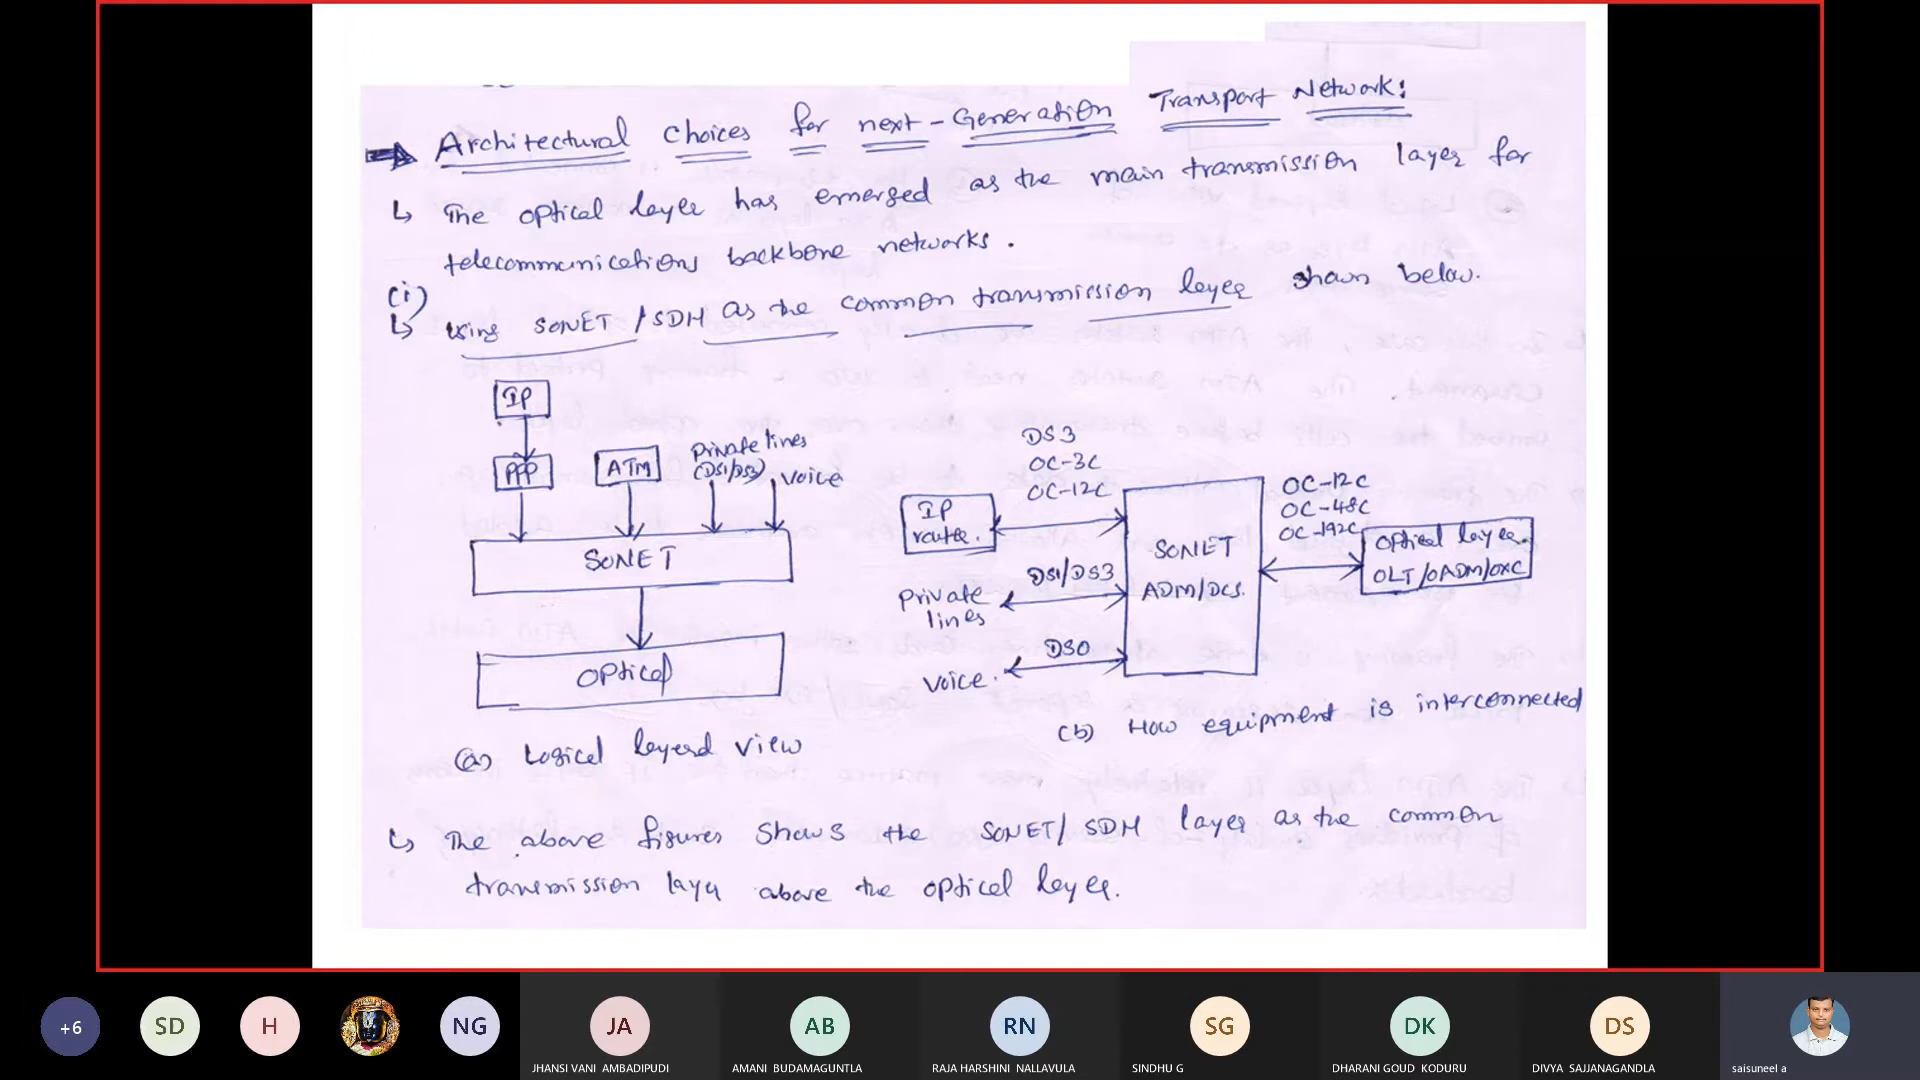 Architectural choices for next-Generation Transport Network:
↳ The optical layer has emerged as the main transmission layer for
telecommunications backbone networks.
(i)
↳ Using SONET/SDH as the common transmission layer shown below.
IP
PPP
ATM
Private lines
(DS1/DS3)
voice
SONET
Optical
(a) Logical layerd view
DS3
OC-3C
OC-12C
IP
route.
DS1/DS3
Private
lines
DS0
Voice.
SONET
ADM/DCS.
OC-12C
OC-48C
OC-192C
Optical layer.
OLT/OADM/OXC
(b) How equipment is interconnected
↳ The above figures shows the SONET/SDH layer as the common
transmission layer above the optical layer.
+6
SD
H
NG
JA
AB
RN
SG
DK
DS
JHANSI VANI AMBADIPUDI
AMANI BUDAMAGUNTLA
RAJA HARSHINI NALLAVULA
SINDHU G
DHARANI GOUD KODURU
DIVYA SAJJANAGANDLA
saisuneel a